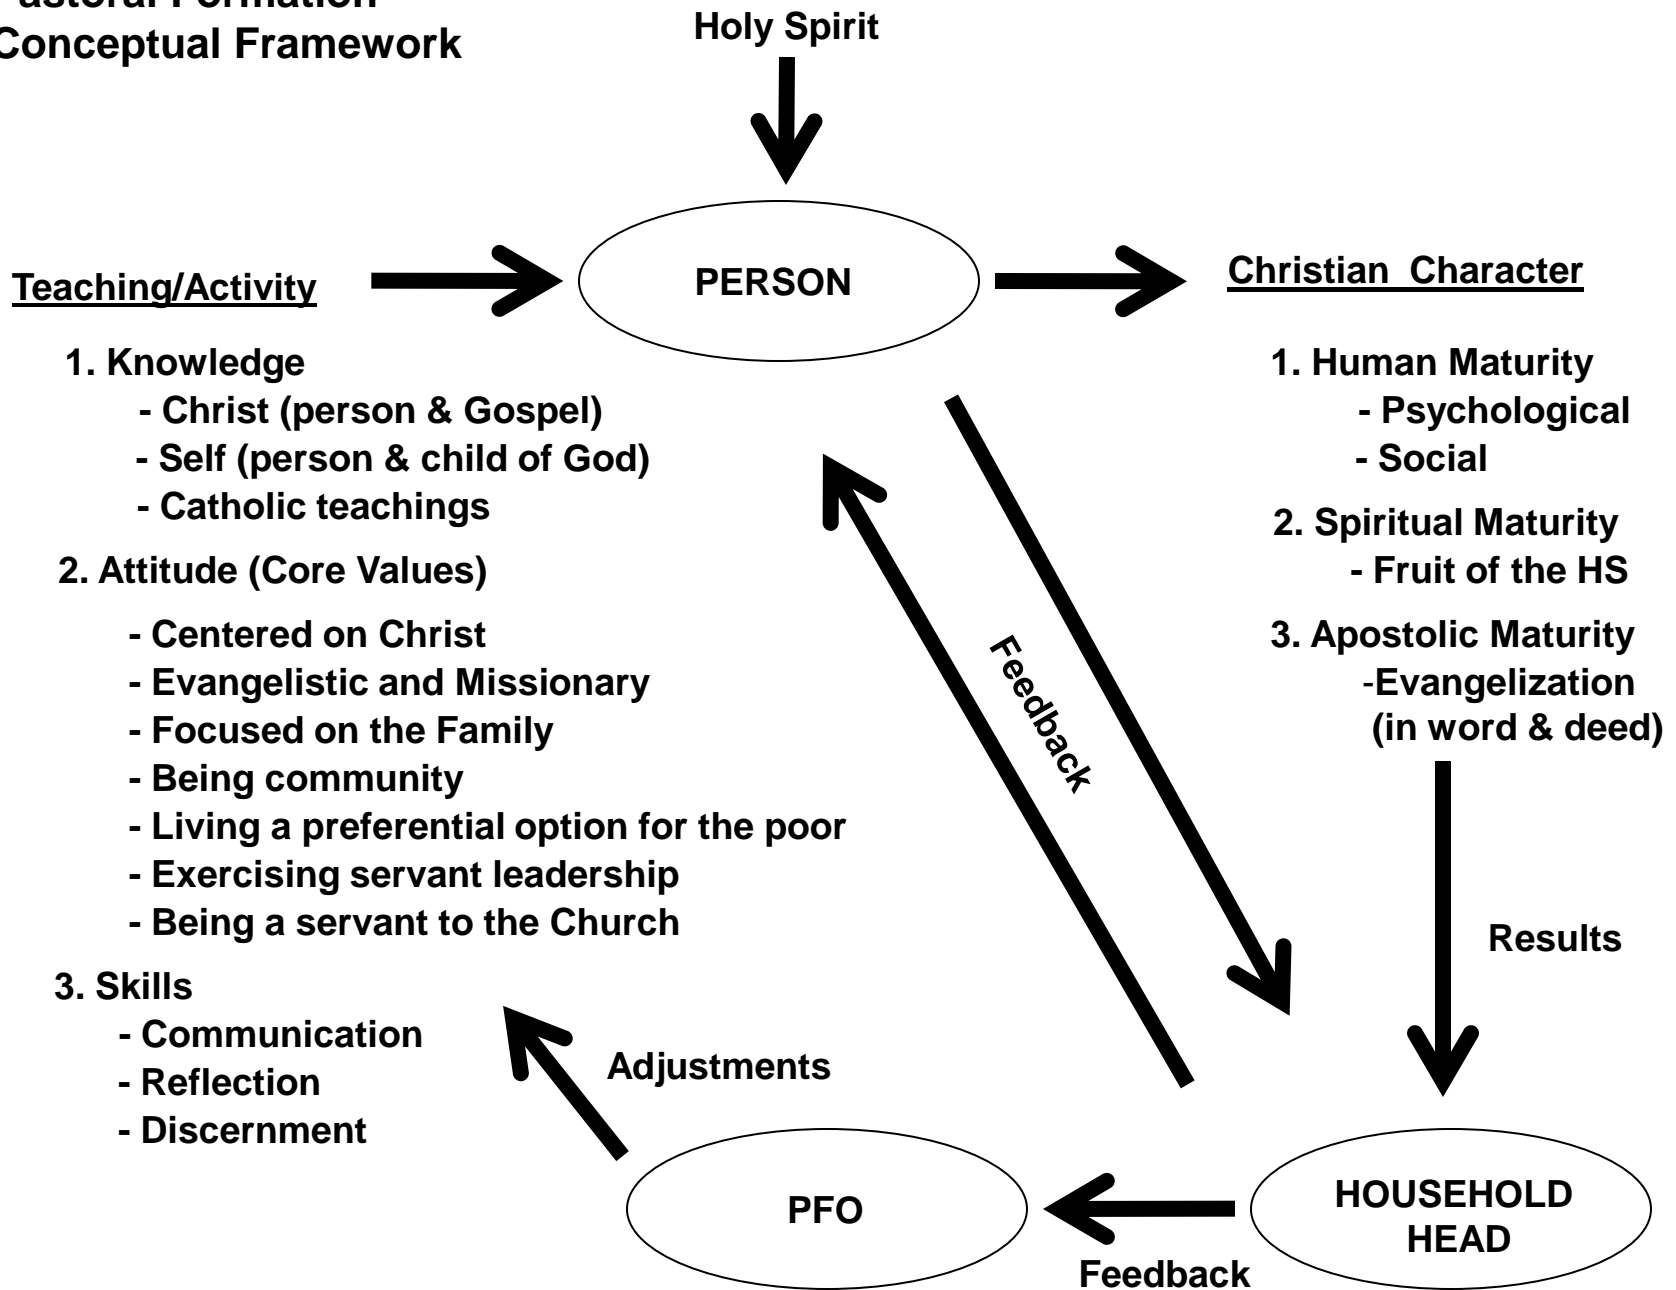 astoral Formation
Conceptual Framework
Holy Spirit
PERSON
Teaching/Activity
1. Knowledge
- Christ (person & Gospel)
- Self (person & child of God)
- Catholic teachings
2. Attitude (Core Values)
- Centered on Christ
- Evangelistic and Missionary
- Focused on the Family
- Being community
- Living a preferential option for the poor
- Exercising servant leadership
- Being a servant to the Church
3. Skills
- Communication
- Reflection
- Discernment
Christian Character
1. Human Maturity
- Psychological
- Social
2. Spiritual Maturity
- Fruit of the HS
3. Apostolic Maturity
-Evangelization
(in word & deed)
Feedback
Results
Adjustments
PFO
HOUSEHOLD
HEAD
Feedback